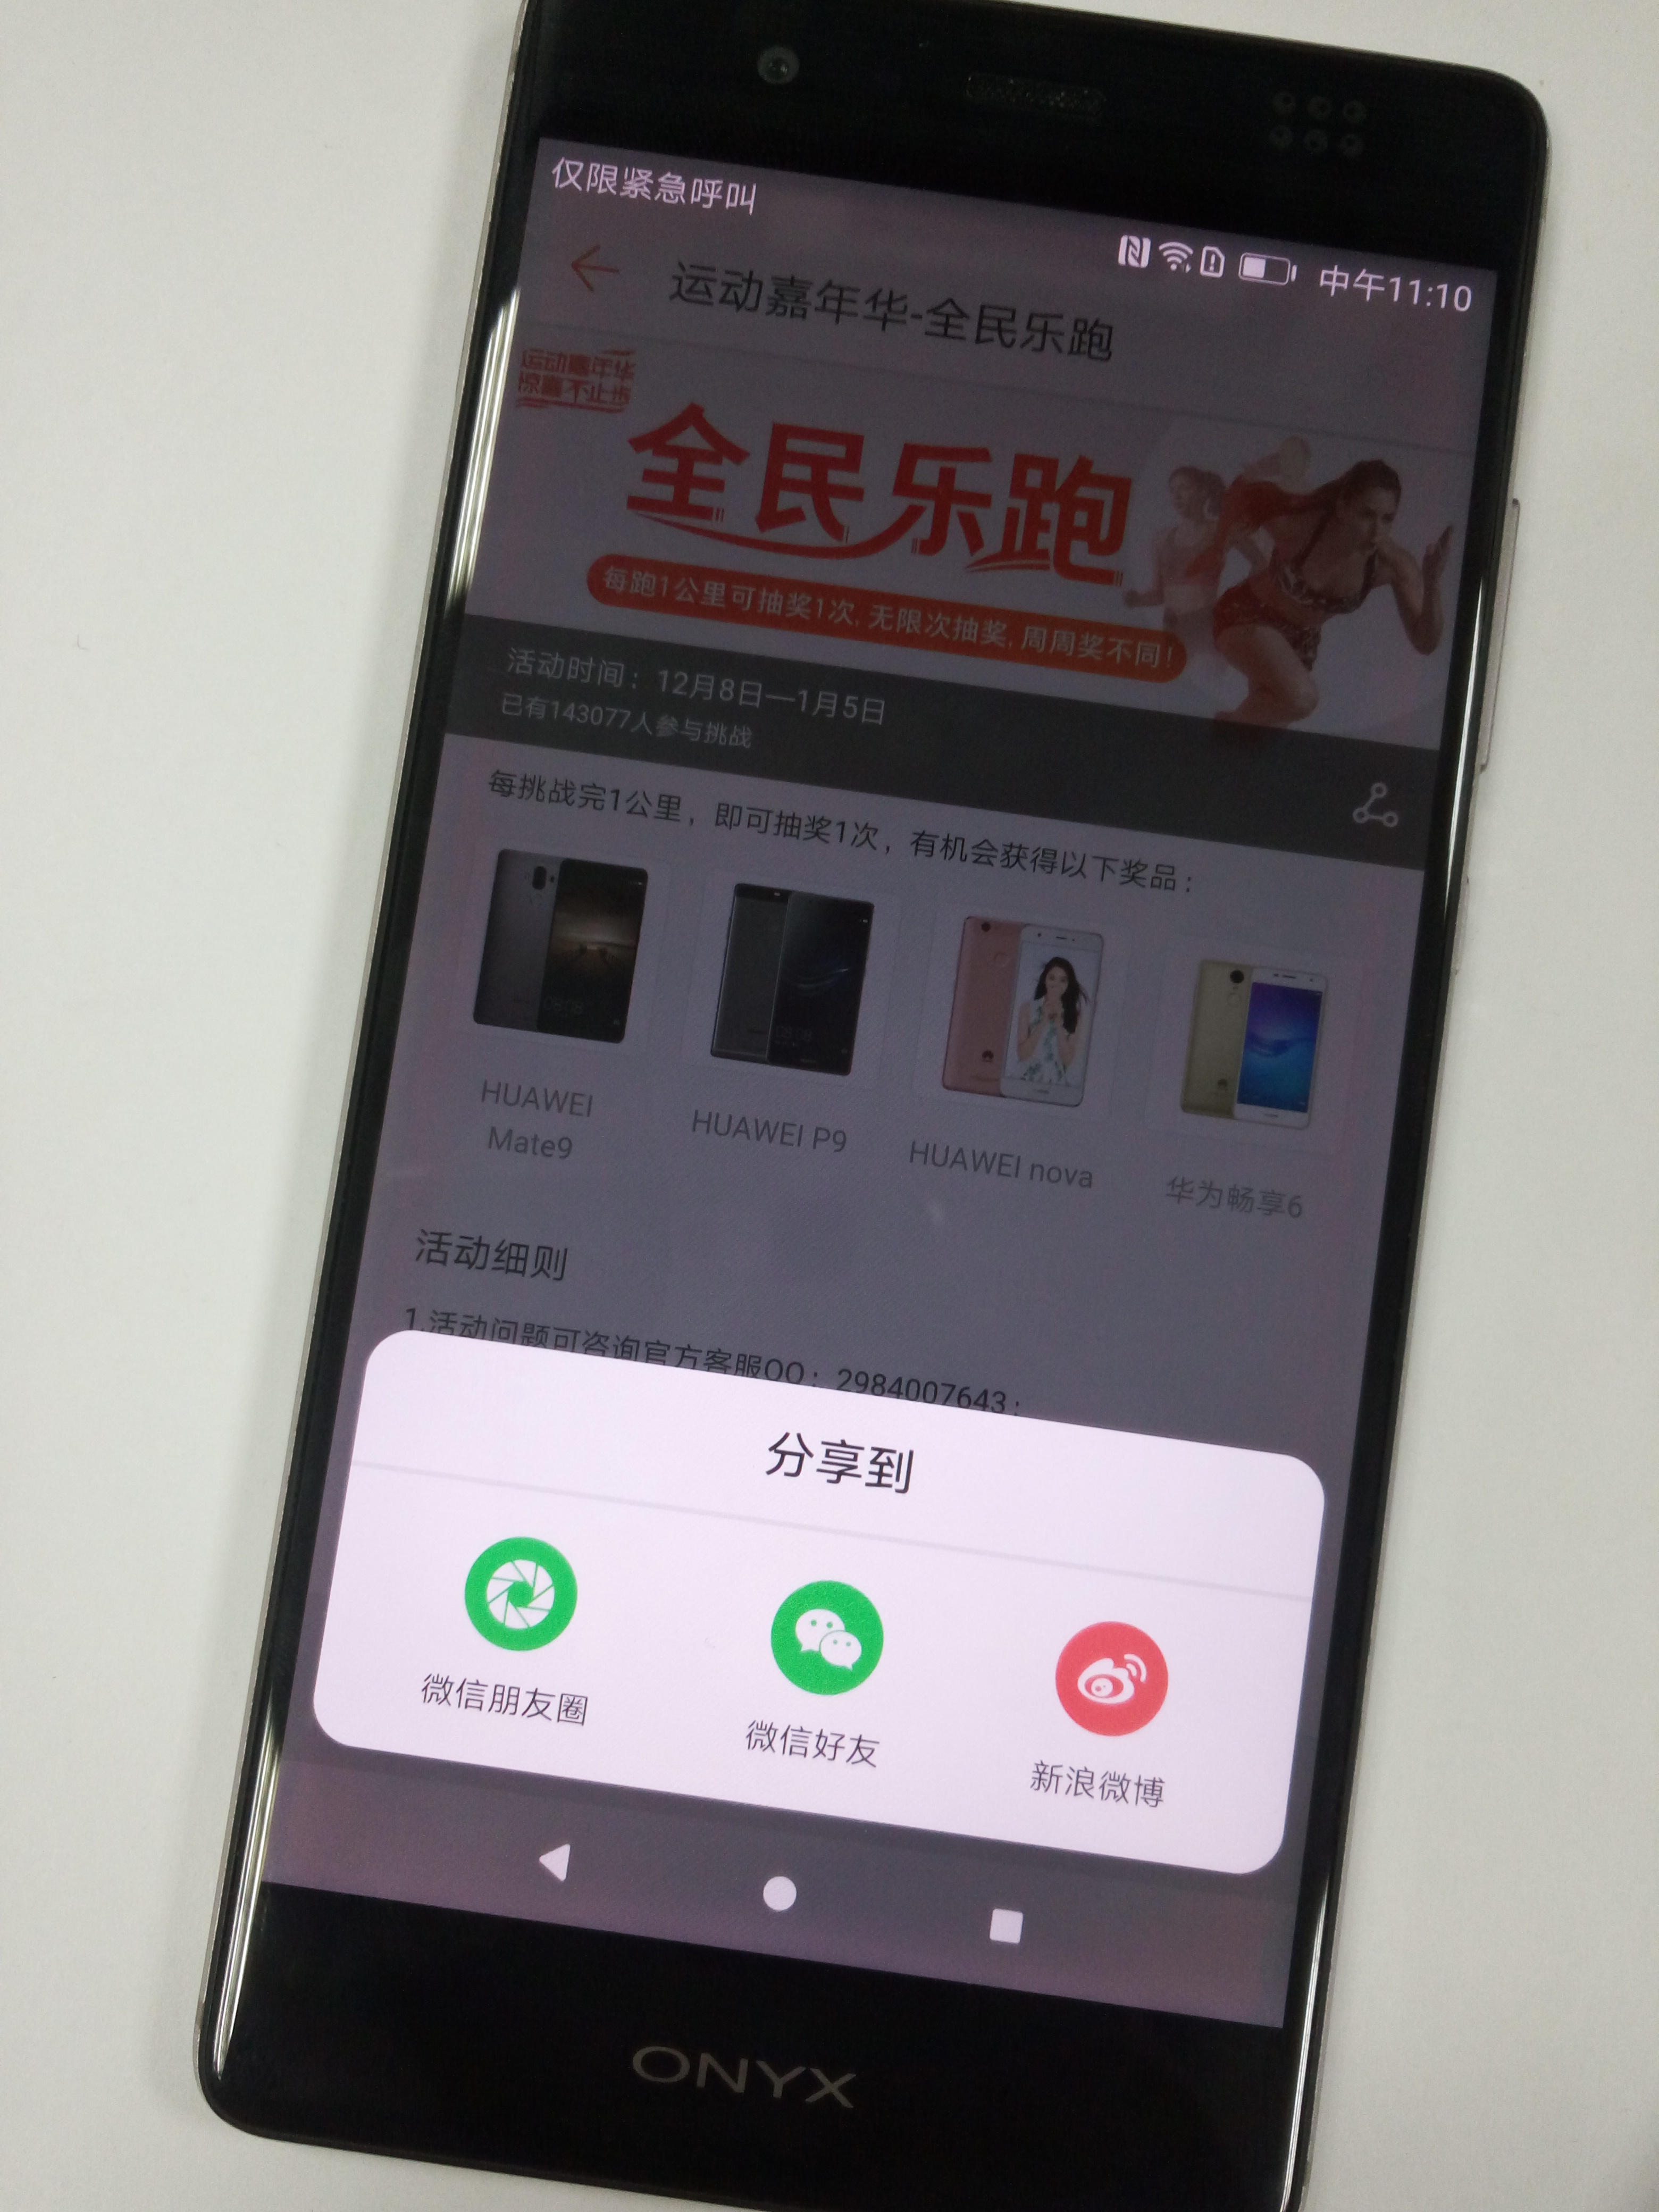 仅限紧急呼叫
中午11:10
运动嘉年华-全民乐跑
运动嘉年华
惊喜不止步
全民乐跑
每跑1公里可抽奖1次,无限次抽奖,周周奖不同!
活动时间：12月8日—1月5日
已有143077人参与挑战
每挑战完1公里，即可抽奖1次，有机会获得以下奖品：
HUAWEI
Mate9
HUAWEI P9
HUAWEI nova
华为畅享6
活动细则
1.活动问题可咨询官方客服QQ：2984007643；
分享到
微信朋友圈
微信好友
新浪微博
ONYX